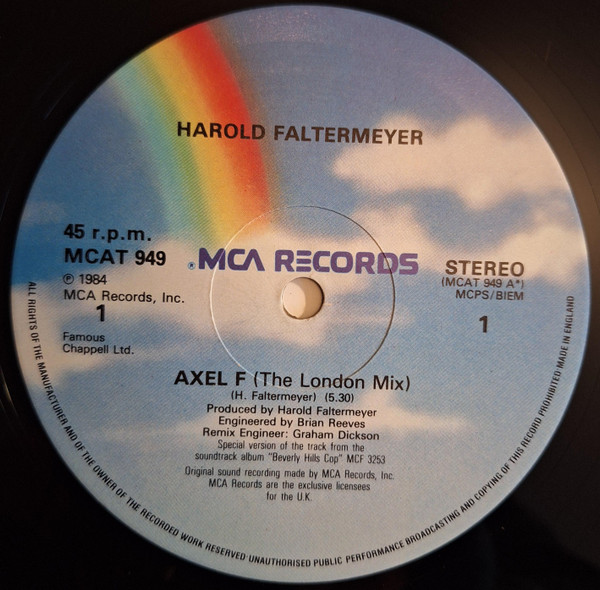 HAROLD FALTERMEYER
45 r.p.m.
MCAT 949
℗ 1984
MCA Records, Inc.
1
Famous
Chappell Ltd.
® MCA RECORDS
STEREO
(MCAT 949 A*)
MCPS/BIEM
1
AXEL F (The London Mix)
(H. Faltermeyer) (5.30)
Produced by Harold Faltermeyer
Engineered by Brian Reeves
Remix Engineer: Graham Dickson
Special version of the track from the
soundtrack album "Beverly Hills Cop" MCF 3253
Original sound recording made by MCA Records, Inc.
MCA Records are the exclusive licensees
for the U.K.
ALL RIGHTS OF THE MANUFACTURER AND OF THE OWNER OF THE RECORDED WORK RESERVED·UNAUTHORISED PUBLIC PERFORMANCE BROADCASTING AND COPYING OF THIS RECORD PROHIBITED MADE IN ENGLAND